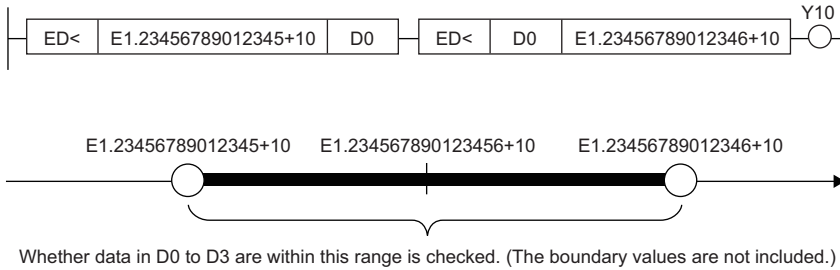 Y10
ED< E1.23456789012345+10 D0 ED< D0 E1.23456789012346+10
E1.23456789012345+10 E1.234567890123456+10 E1.23456789012346+10
Whether data in D0 to D3 are within this range is checked. (The boundary values are not included.)